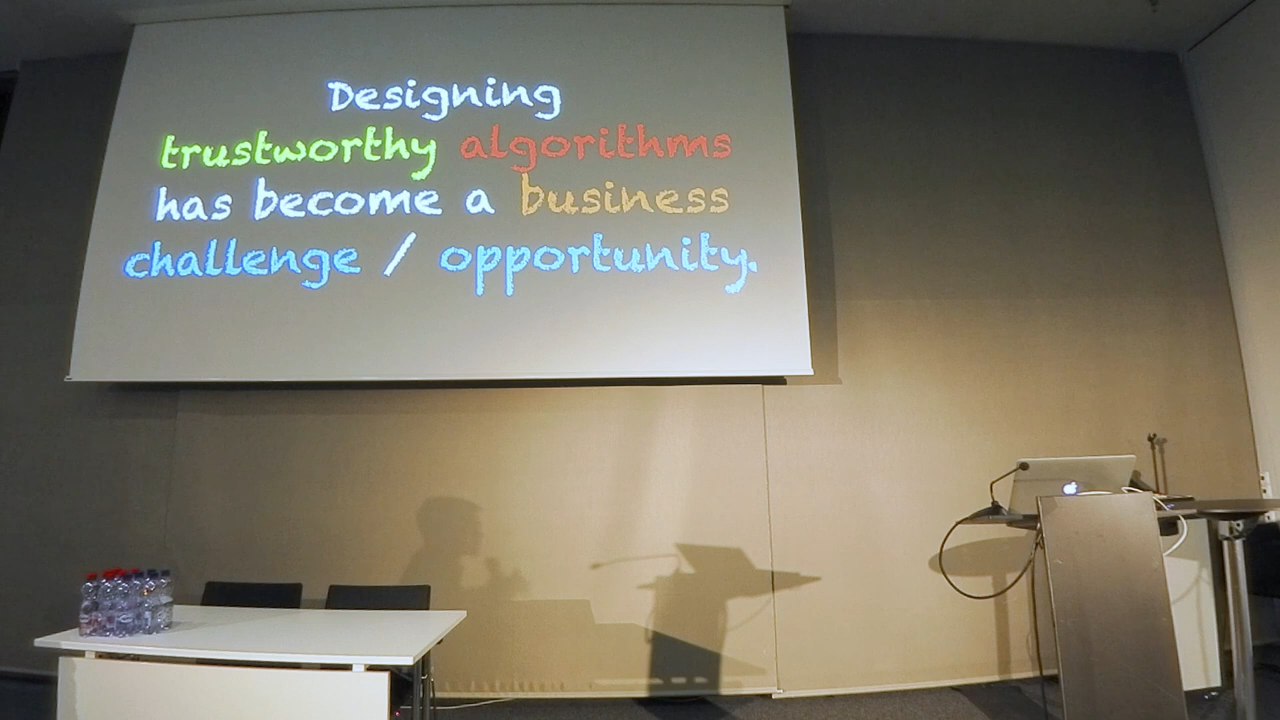 Designing
trustworthy algorithms
has become a business
challenge / opportunity.